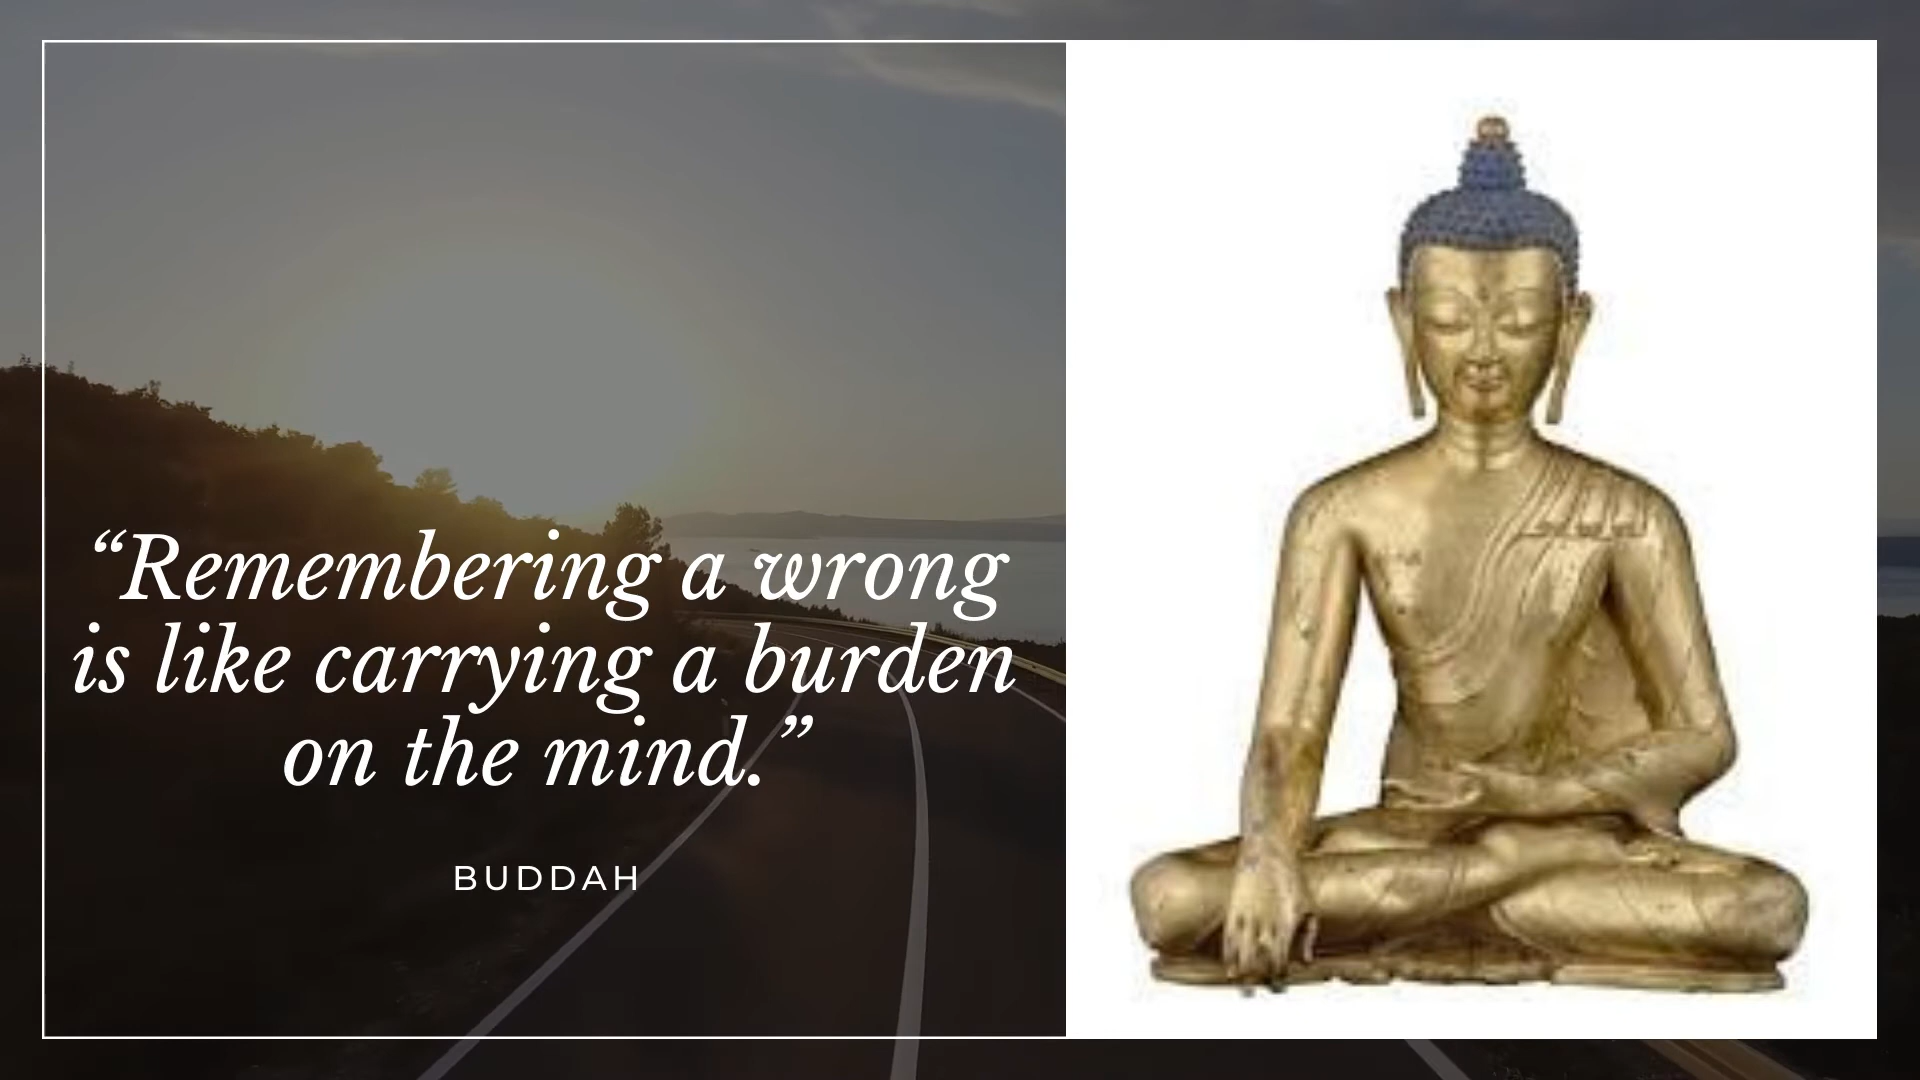 “Remembering a wrong
is like carrying a burden
on the mind.”
BUDDAH